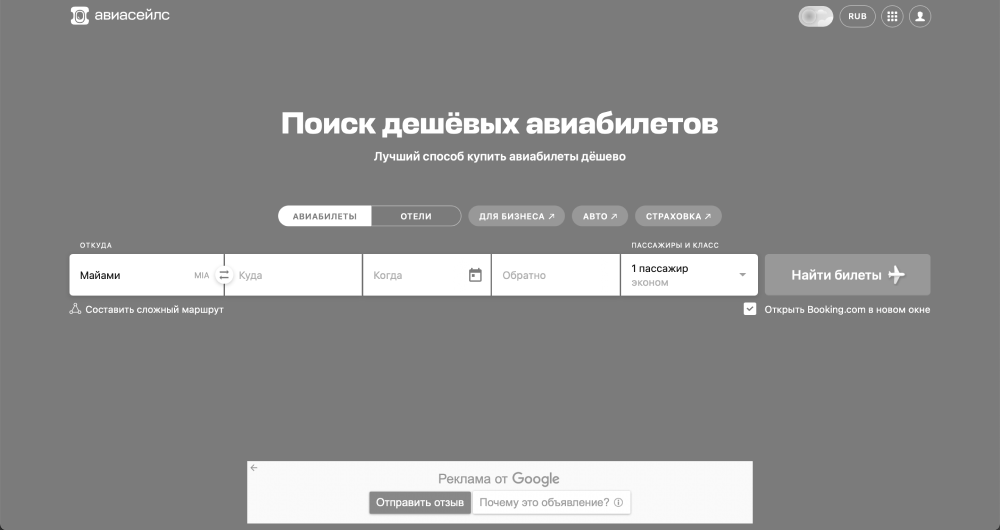 авиасейлс
RUB
Поиск дешёвых авиабилетов
Лучший способ купить авиабилеты дёшево
АВИАБИЛЕТЫ ОТЕЛИ ДЛЯ БИЗНЕСА ↗ АВТО ↗ СТРАХОВКА ↗
ОТКУДА ПАССАЖИРЫ И КЛАСС
Майами MIA Куда Когда Обратно 1 пассажир Найти билеты
эконом
Составить сложный маршрут Открыть Booking.com в новом окне
Реклама от Google
Отправить отзыв Почему это объявление?